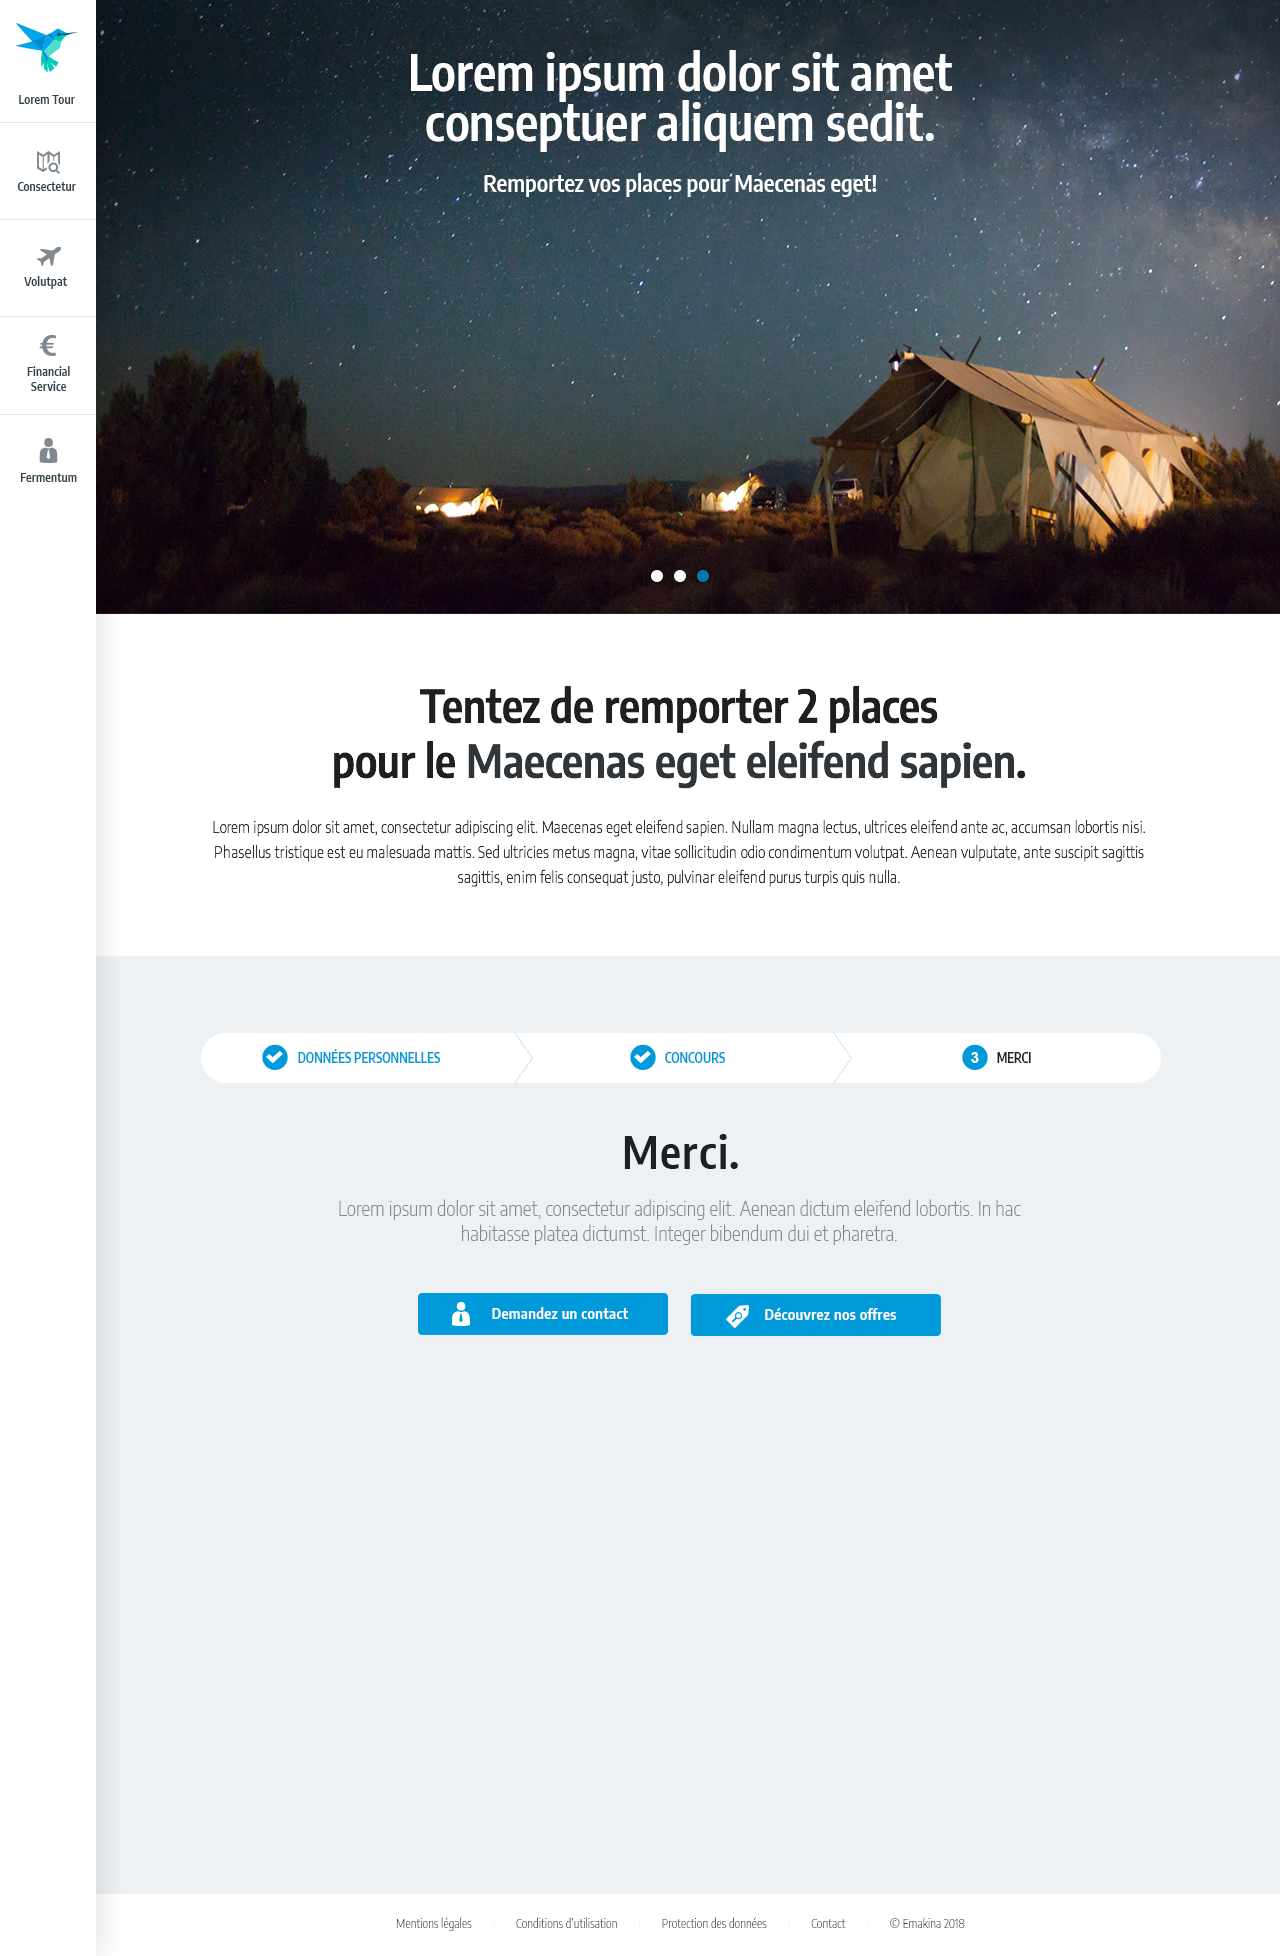 Lorem Tour
Consectetur
Volutpat
Financial
Service
Fermentum
Lorem ipsum dolor sit amet
conseptuer aliquem sedit.
Remportez vos places pour Maecenas eget!
Tentez de remporter 2 places
pour le Maecenas eget eleifend sapien.
Lorem ipsum dolor sit amet, consectetur adipiscing elit. Maecenas eget eleifend sapien. Nullam magna lectus, ultrices eleifend ante ac, accumsan lobortis nisi.
Phasellus tristique est eu malesuada mattis. Sed ultricies metus magna, vitae sollicitudin odio condimentum volutpat. Aenean vulputate, ante suscipit sagittis
sagittis, enim felis consequat justo, pulvinar eleifend purus turpis quis nulla.
DONNÉES PERSONNELLES
CONCOURS
3 MERCI
Merci.
Lorem ipsum dolor sit amet, consectetur adipiscing elit. Aenean dictum eleifend lobortis. In hac
habitasse platea dictumst. Integer bibendum dui et pharetra.
Demandez un contact
Découvrez nos offres
Mentions légales
Conditions d'utilisation
Protection des données
Contact
© Emakina 2018